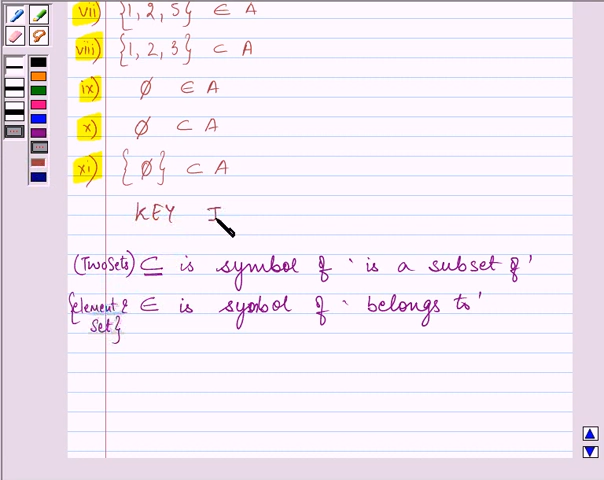 vii) {1, 2, 5} ∈ A
viii) {1, 2, 3} ⊂ A
ix) ∅ ∈ A
x) ∅ ⊂ A
xi) {∅} ⊂ A
KEY I
(Two Sets) ⊆ is symbol of ' is a subset of'
{element & Set} ∈ is symbol of ' belongs to'